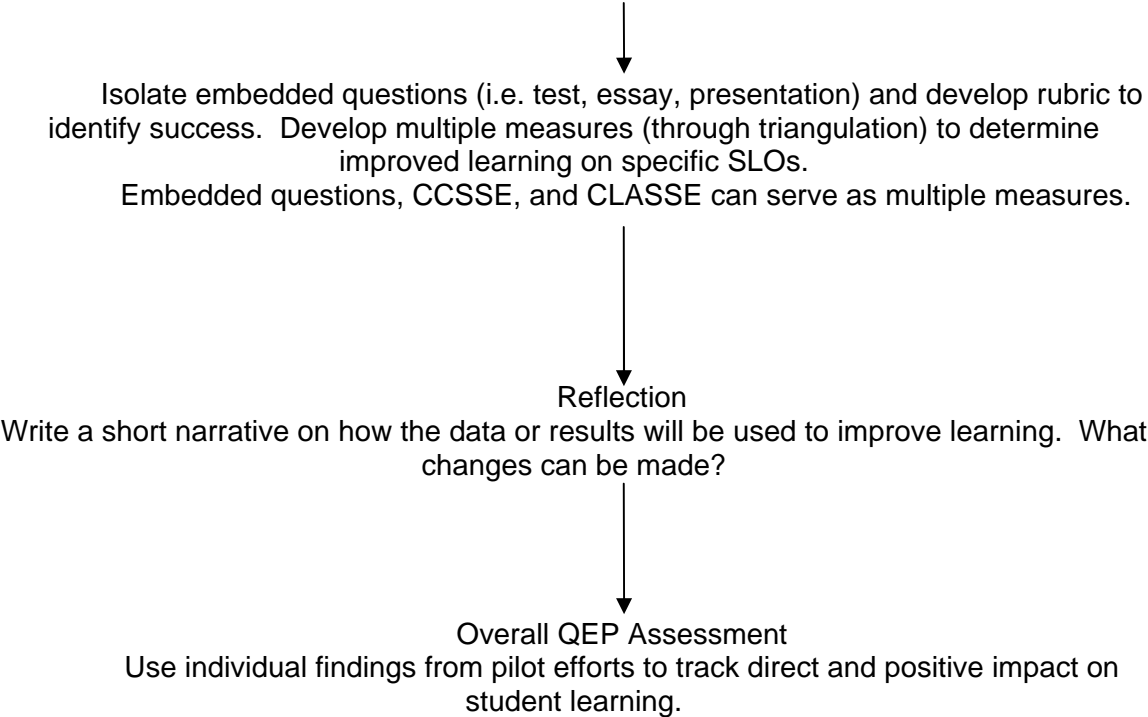 Isolate embedded questions (i.e. test, essay, presentation) and develop rubric to
identify success.  Develop multiple measures (through triangulation) to determine
improved learning on specific SLOs.
Embedded questions, CCSSE, and CLASSE can serve as multiple measures.
Reflection
Write a short narrative on how the data or results will be used to improve learning.  What
changes can be made?
Overall QEP Assessment
Use individual findings from pilot efforts to track direct and positive impact on
student learning.